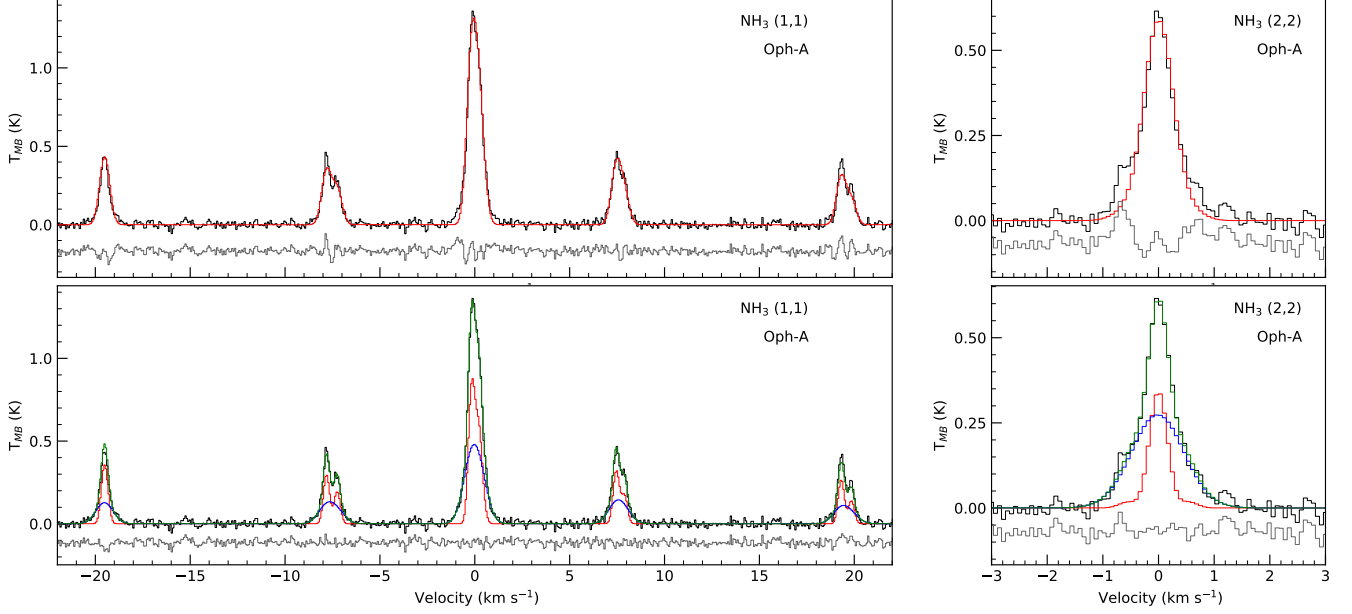 NH₃ (1,1)
Oph-A
T_MB (K)
1.0
0.5
0.0
NH₃ (2,2)
Oph-A
T_MB (K)
0.50
0.25
0.00
NH₃ (1,1)
Oph-A
T_MB (K)
1.0
0.5
0.0
−20 −15 −10 −5 0 5 10 15 20
Velocity (km s⁻¹)
NH₃ (2,2)
Oph-A
T_MB (K)
0.50
0.25
0.00
−3 −2 −1 0 1 2 3
Velocity (km s⁻¹)